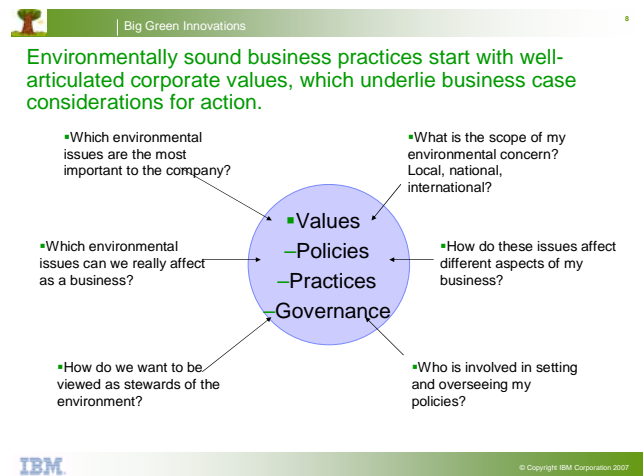 Big Green Innovations
8
Environmentally sound business practices start with well-
articulated corporate values, which underlie business case
considerations for action.
▪Which environmental
issues are the most
important to the company?
▪What is the scope of my
environmental concern?
Local, national,
international?
▪Values
–Policies
–Practices
–Governance
▪Which environmental
issues can we really affect
as a business?
▪How do these issues affect
different aspects of my
business?
▪How do we want to be
viewed as stewards of the
environment?
▪Who is involved in setting
and overseeing my
policies?
IBM
© Copyright IBM Corporation 2007